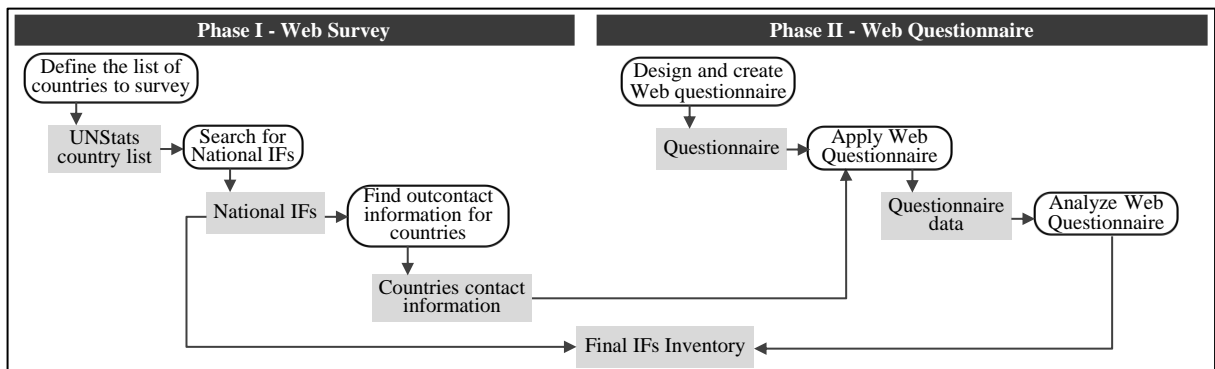 Phase I - Web Survey
Define the list of
countries to survey
UNStats
country list
Search for
National IFs
National IFs
Find outcontact
information for
countries
Countries contact
information
Phase II - Web Questionnaire
Design and create
Web questionnaire
Questionnaire
Apply Web
Questionnaire
Questionnaire
data
Analyze Web
Questionnaire
Final IFs Inventory